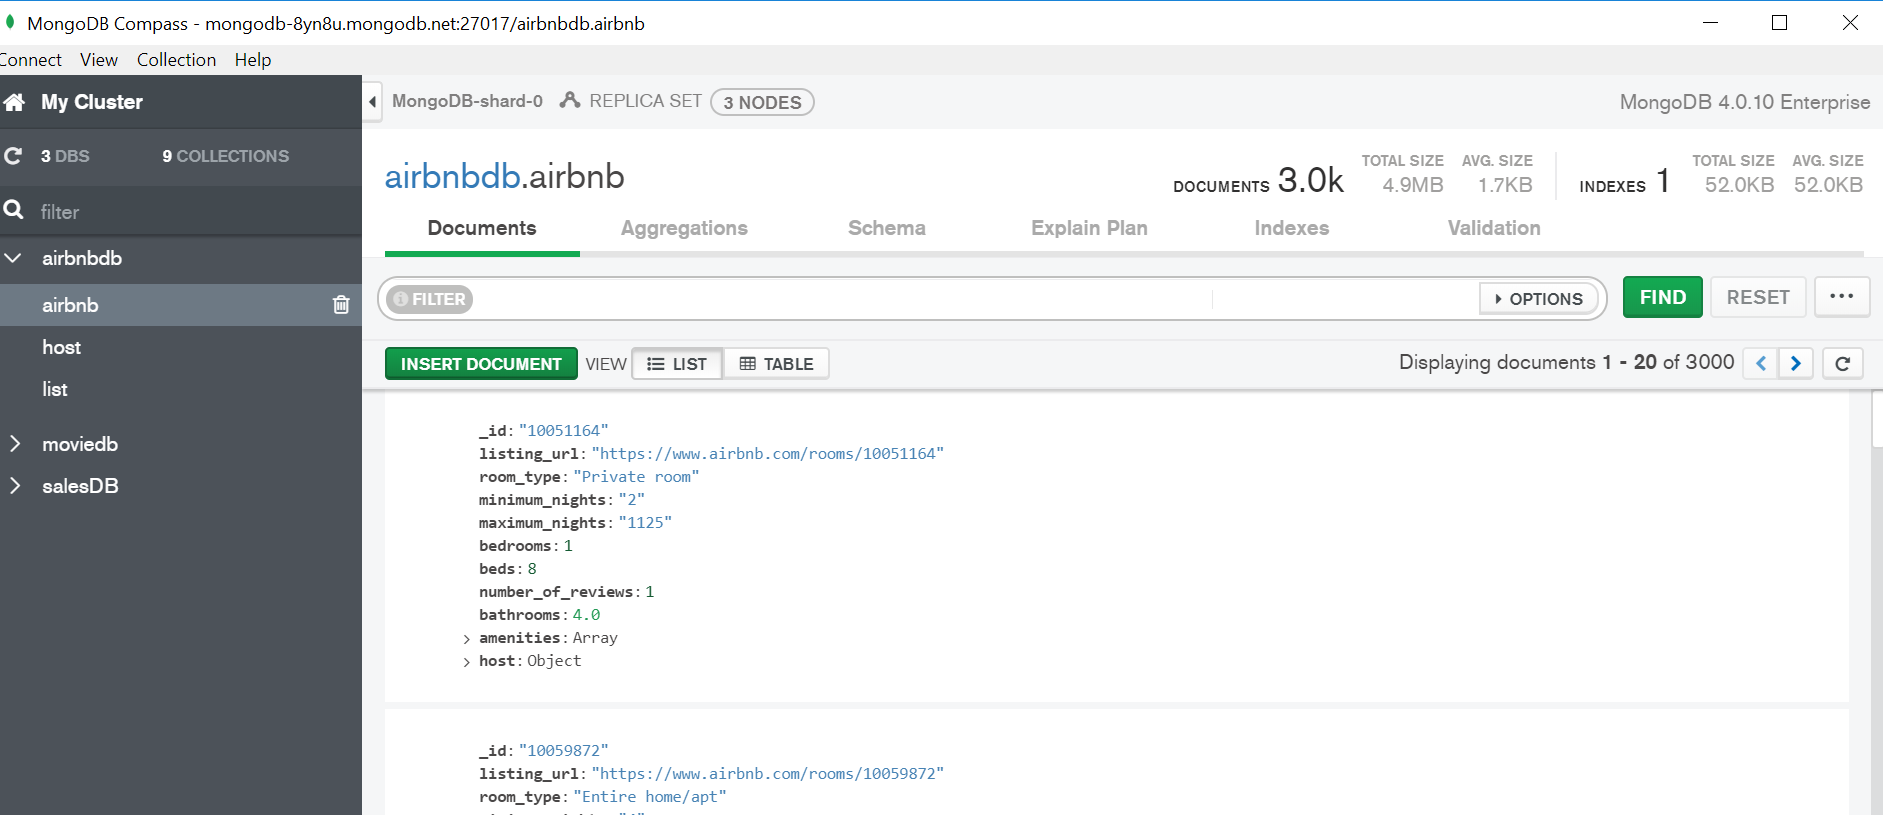 MongoDB Compass - mongodb-8yn8u.mongodb.net:27017/airbnbdb.airbnb
Connect View Collection Help
My Cluster
3 DBS 9 COLLECTIONS
filter
airbnbdb
airbnb
host
list
moviedb
salesDB
MongoDB-shard-0 REPLICA SET 3 NODES MongoDB 4.0.10 Enterprise
airbnbdb.airbnb
DOCUMENTS 3.0k TOTAL SIZE 4.9MB AVG. SIZE 1.7KB INDEXES 1 TOTAL SIZE 52.0KB AVG. SIZE 52.0KB
Documents Aggregations Schema Explain Plan Indexes Validation
FILTER OPTIONS FIND RESET ...
INSERT DOCUMENT VIEW LIST TABLE Displaying documents 1 - 20 of 3000
_id: "10051164"
listing_url: "https://www.airbnb.com/rooms/10051164"
room_type: "Private room"
minimum_nights: "2"
maximum_nights: "1125"
bedrooms: 1
beds: 8
number_of_reviews: 1
bathrooms: 4.0
amenities: Array
host: Object
_id: "10059872"
listing_url: "https://www.airbnb.com/rooms/10059872"
room_type: "Entire home/apt"